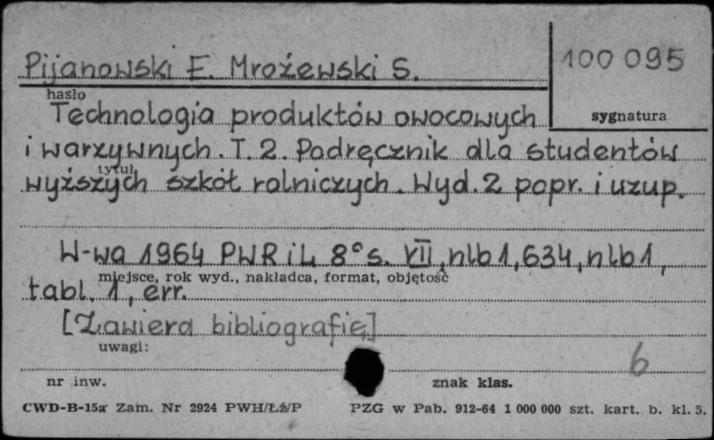 Pijanowski E. Mrożewski S.
100 095
hasło
Technologia produktów owocowych
sygnatura
i warzywnych. T. 2. Podręcznik dla studentów
tytuł
wyższych szkół rolniczych. Wyd. 2 popr. i uzup.
W-wa 1964 PWRiL 8° s. VII, nlb 1, 634, nlb 1,
miejsce, rok wyd., nakładca, format, objętość
tabl. 1, err.
[Zawiera bibliografię]
uwagi:
6
nr inw.
znak klas.
CWD-B-15a Zam. Nr 2924 PWH/Łź/P PZG w Pab. 912-64 1 000 000 szt. kart. b. kl. 5.